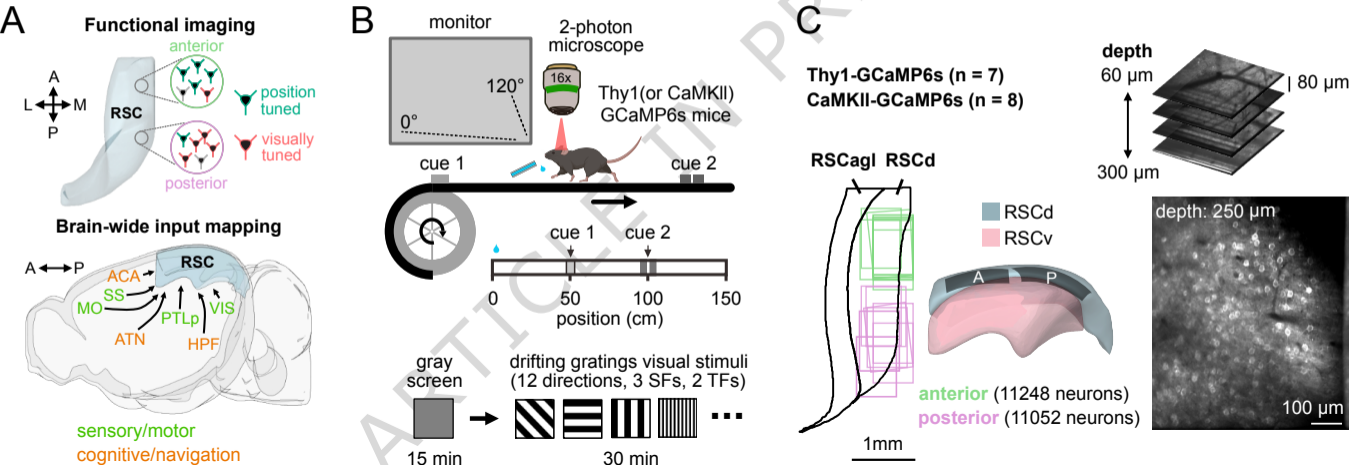 A
Functional imaging
anterior
A
L
M
P
RSC
position
tuned
visually
tuned
posterior
Brain-wide input mapping
A
P
RSC
ACA
SS
MO
PTLp
VIS
ATN
HPF
sensory/motor
cognitive/navigation
B
monitor
2-photon
microscope
120°
0°
16x
Thy1(or CaMKII)
GCaMP6s mice
cue 1
cue 2
cue 1
cue 2
0
50
100
150
position (cm)
gray
screen
drifting gratings visual stimuli
(12 directions, 3 SFs, 2 TFs)
15 min
30 min
C
Thy1-GCaMP6s (n = 7)
CaMKII-GCaMP6s (n = 8)
depth
60 µm
80 µm
300 µm
RSCagl RSCd
RSCd
RSCv
A
P
anterior (11248 neurons)
posterior (11052 neurons)
1mm
depth: 250 µm
100 µm
ARTICLE IN PR